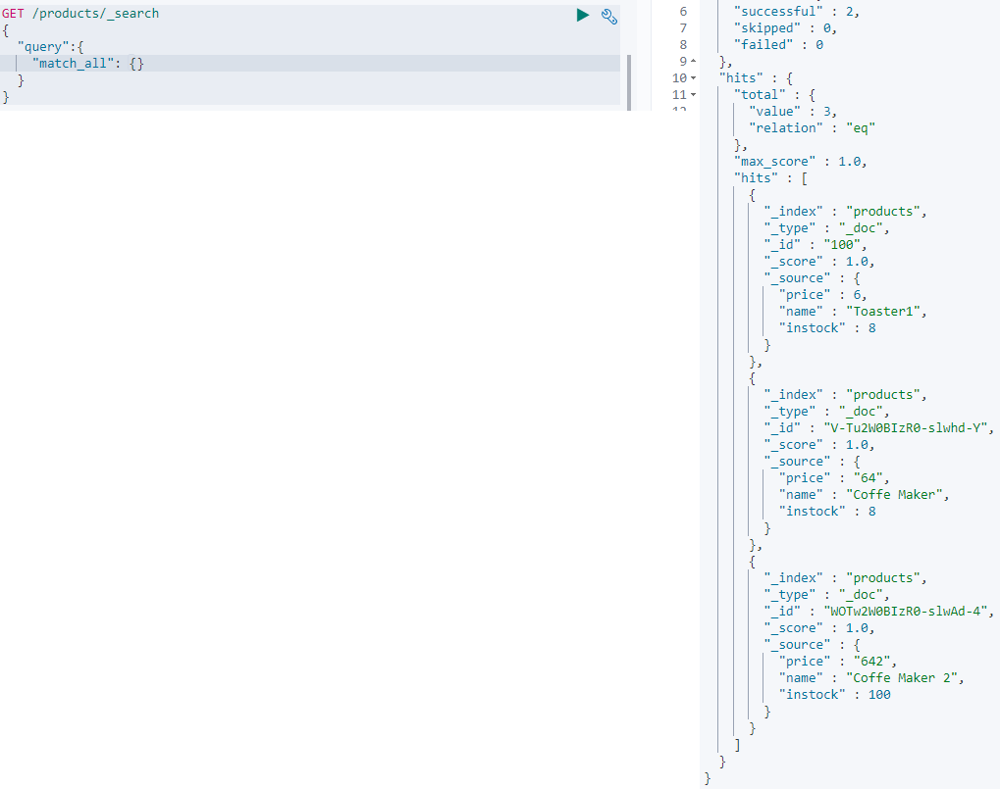 GET /products/_search
{
"query":{
"match_all": {}
}
}
6 "successful" : 2,
7 "skipped" : 0,
8 "failed" : 0
9 },
10 "hits" : {
11 "total" : {
12 "value" : 3,
"relation" : "eq"
},
"max_score" : 1.0,
"hits" : [
{
"_index" : "products",
"_type" : "_doc",
"_id" : "100",
"_score" : 1.0,
"_source" : {
"price" : 6,
"name" : "Toaster1",
"instock" : 8
}
},
{
"_index" : "products",
"_type" : "_doc",
"_id" : "V-Tu2W0BIzR0-slwhd-Y",
"_score" : 1.0,
"_source" : {
"price" : "64",
"name" : "Coffe Maker",
"instock" : 8
}
},
{
"_index" : "products",
"_type" : "_doc",
"_id" : "WOTw2W0BIzR0-slwAd-4",
"_score" : 1.0,
"_source" : {
"price" : "642",
"name" : "Coffe Maker 2",
"instock" : 100
}
}
]
}
}